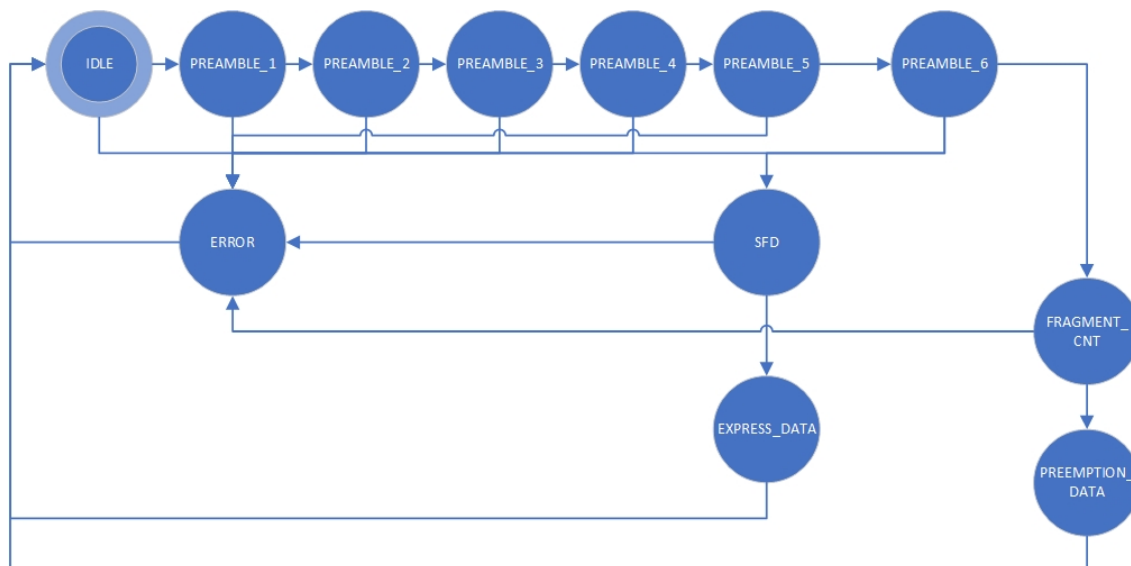 IDLE
PREAMBLE_1
PREAMBLE_2
PREAMBLE_3
PREAMBLE_4
PREAMBLE_5
PREAMBLE_6
ERROR
SFD
FRAGMENT_
CNT
EXPRESS_DATA
PREEMPTION_
DATA